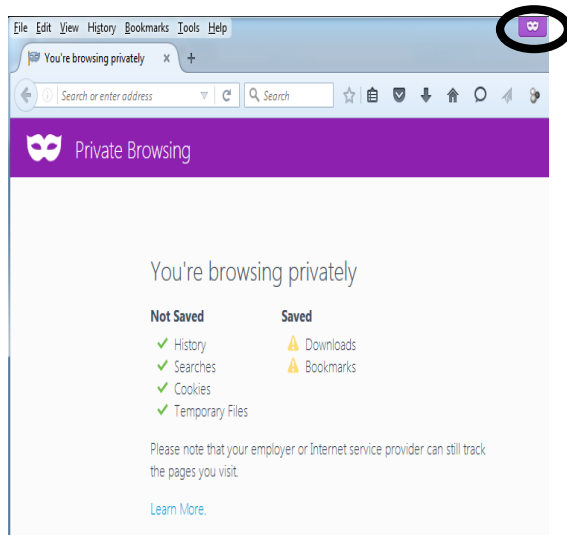 File Edit View History Bookmarks Tools Help
You're browsing privately
Search or enter address Search
Private Browsing
You're browsing privately
Not Saved Saved
History Downloads
Searches Bookmarks
Cookies
Temporary Files
Please note that your employer or Internet service provider can still track
the pages you visit.
Learn More.